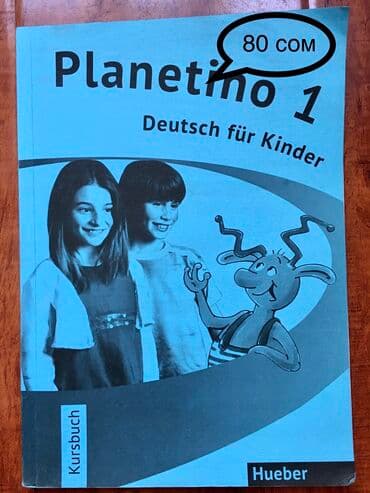 80 сом
Planetino 1
Deutsch für Kinder
Kursbuch
Hueber